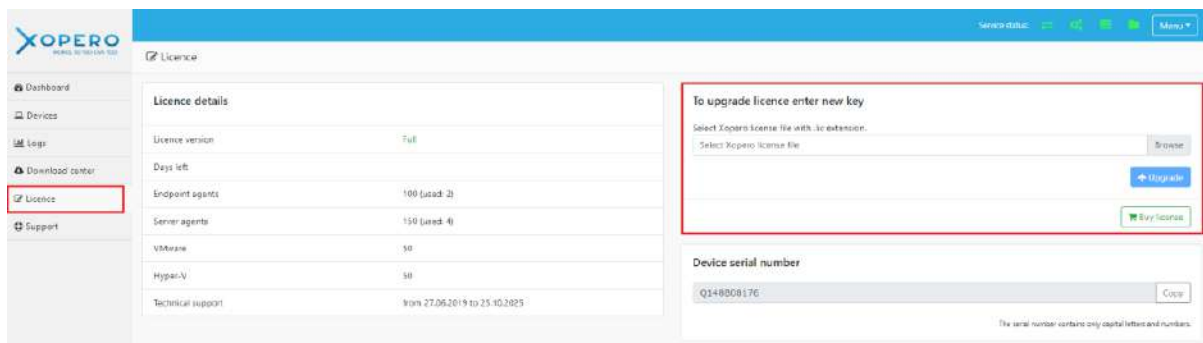 XOPERO
Service status:
Menu
Licence
Dashboard
Devices
Logs
Download center
Licence
Support
Licence details
Licence version Full
Days left
Endpoint agents 100 (used: 2)
Server agents 150 (used: 4)
VMware 50
Hyper-V 50
Technical support from 27.06.2019 to 25.10.2025
To upgrade licence enter new key
Select Xopero license file with .lic extension.
Select Xopero license file Browse
Upgrade
Buy license
Device serial number
Q148B08176 Copy
The serial number contains only capital letters and numbers.